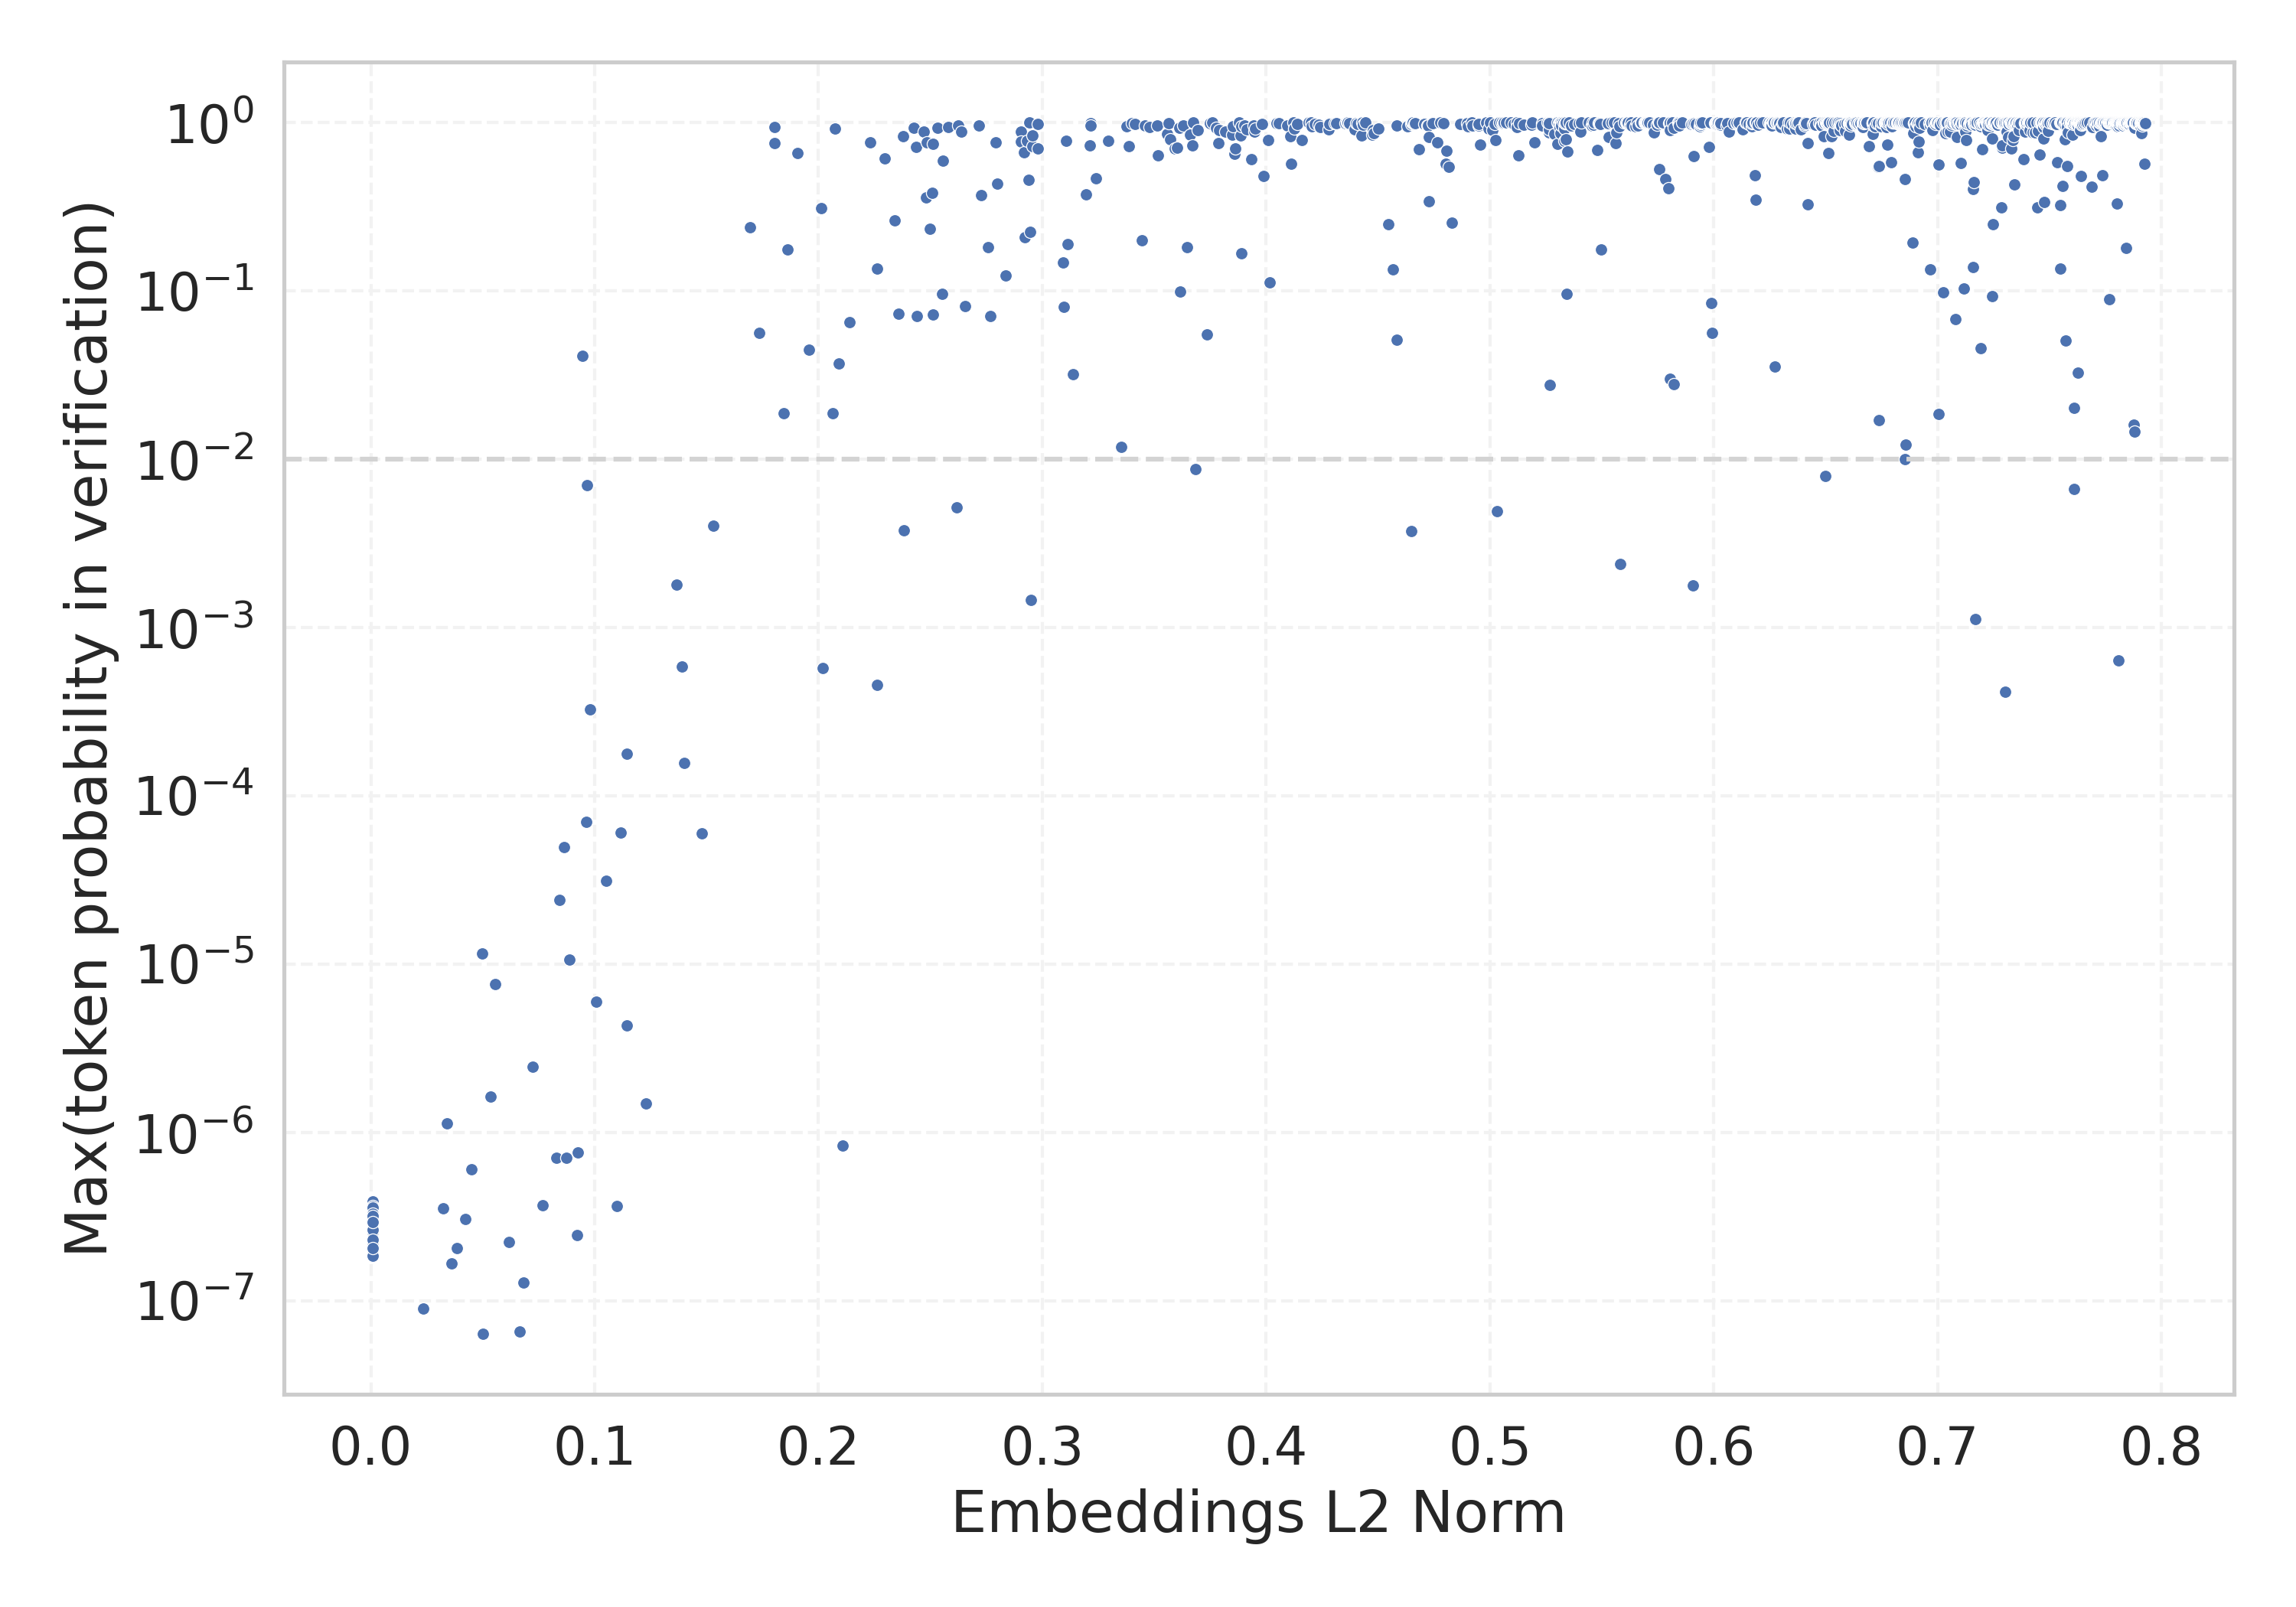 Max(token probability in verification)
10⁰
10⁻¹
10⁻²
10⁻³
10⁻⁴
10⁻⁵
10⁻⁶
10⁻⁷
0.0 0.1 0.2 0.3 0.4 0.5 0.6 0.7 0.8
Embeddings L2 Norm